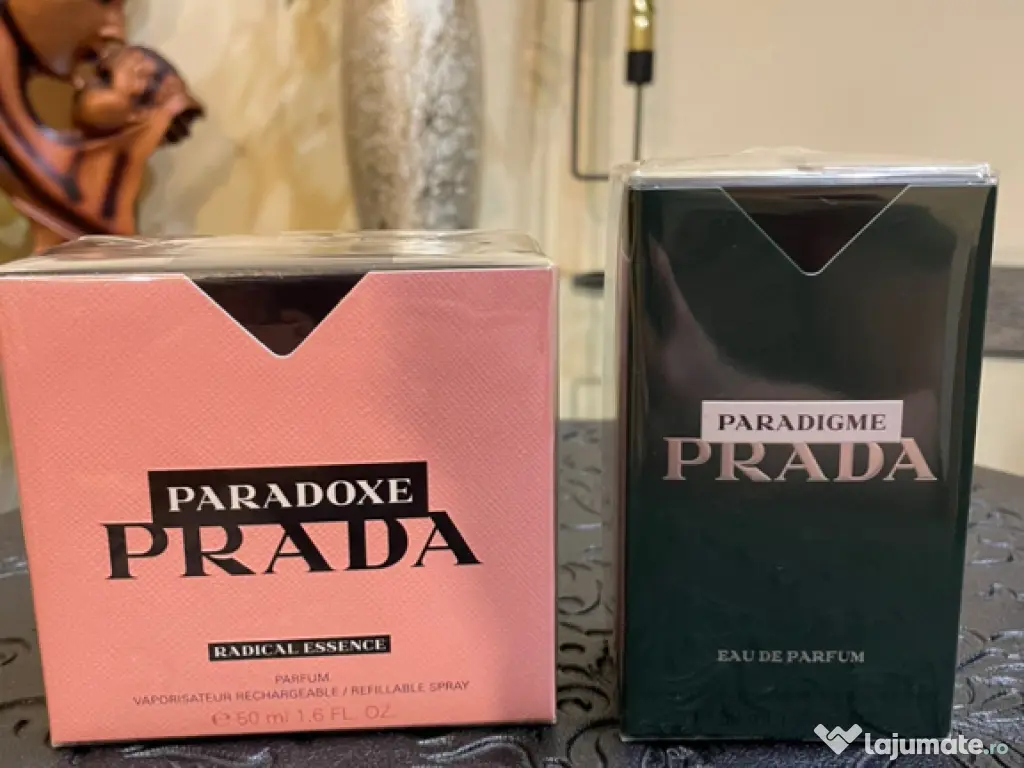 PARADOXE
PRADA
RADICAL ESSENCE
PARFUM
VAPORISATEUR RECHARGEABLE / REFILLABLE SPRAY
℮ 50 ml 1.6 FL. OZ.
PARADIGME
PRADA
EAU DE PARFUM
lajumate.ro